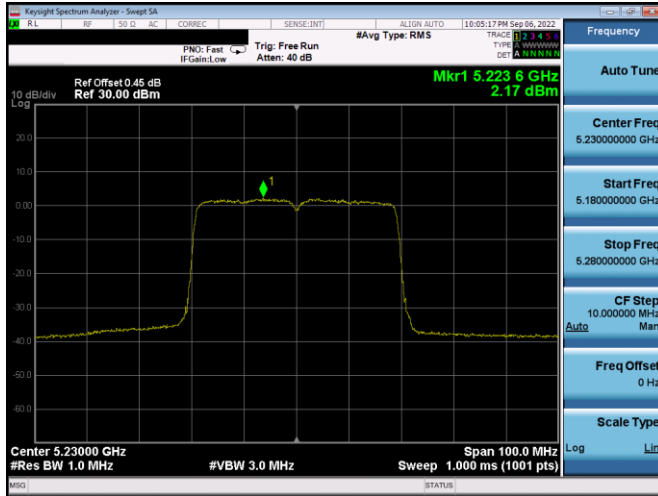 Keysight Spectrum Analyzer - Swept SA
RL RF 50 Ω AC CORREC SENSE:INT ALIGN AUTO 10:05:17 PM Sep 06, 2022
#Avg Type: RMS TRACE 1 2 3 4 5 6
PNO: Fast Trig: Free Run TYPE A WWWWW
IFGain:Low Atten: 40 dB DET A N N N N N
Mkr1 5.223 6 GHz
Ref Offset 0.45 dB
10 dB/div Ref 30.00 dBm 2.17 dBm
Log
20.0
1
0.00
-10.0
-20.0
-30.0
-40.0
-50.0
-60.0
Center 5.23000 GHz Span 100.0 MHz
#Res BW 1.0 MHz #VBW 3.0 MHz Sweep 1.000 ms (1001 pts)
MSG STATUS
Frequency
Auto Tune
Center Freq
5.230000000 GHz
Start Freq
5.180000000 GHz
Stop Freq
5.280000000 GHz
CF Step
10.000000 MHz
Auto Man
Freq Offset
0 Hz
Scale Type
Log Lin